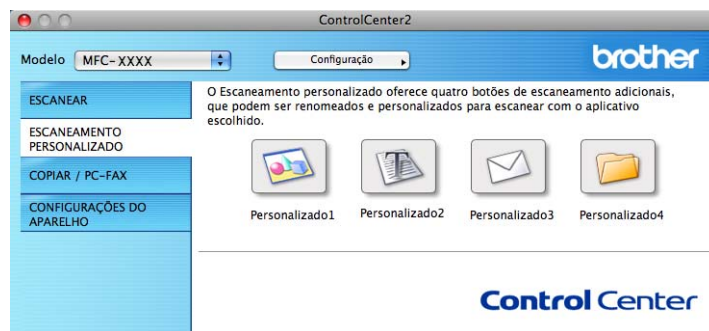 ControlCenter2
Modelo MFC-XXXX Configuração brother
ESCANEAR
ESCANEAMENTO
PERSONALIZADO
COPIAR / PC-FAX
CONFIGURAÇÕES DO
APARELHO
O Escaneamento personalizado oferece quatro botões de escaneamento adicionais,
que podem ser renomeados e personalizados para escanear com o aplicativo
escolhido.
Personalizado1 Personalizado2 Personalizado3 Personalizado4
Control Center